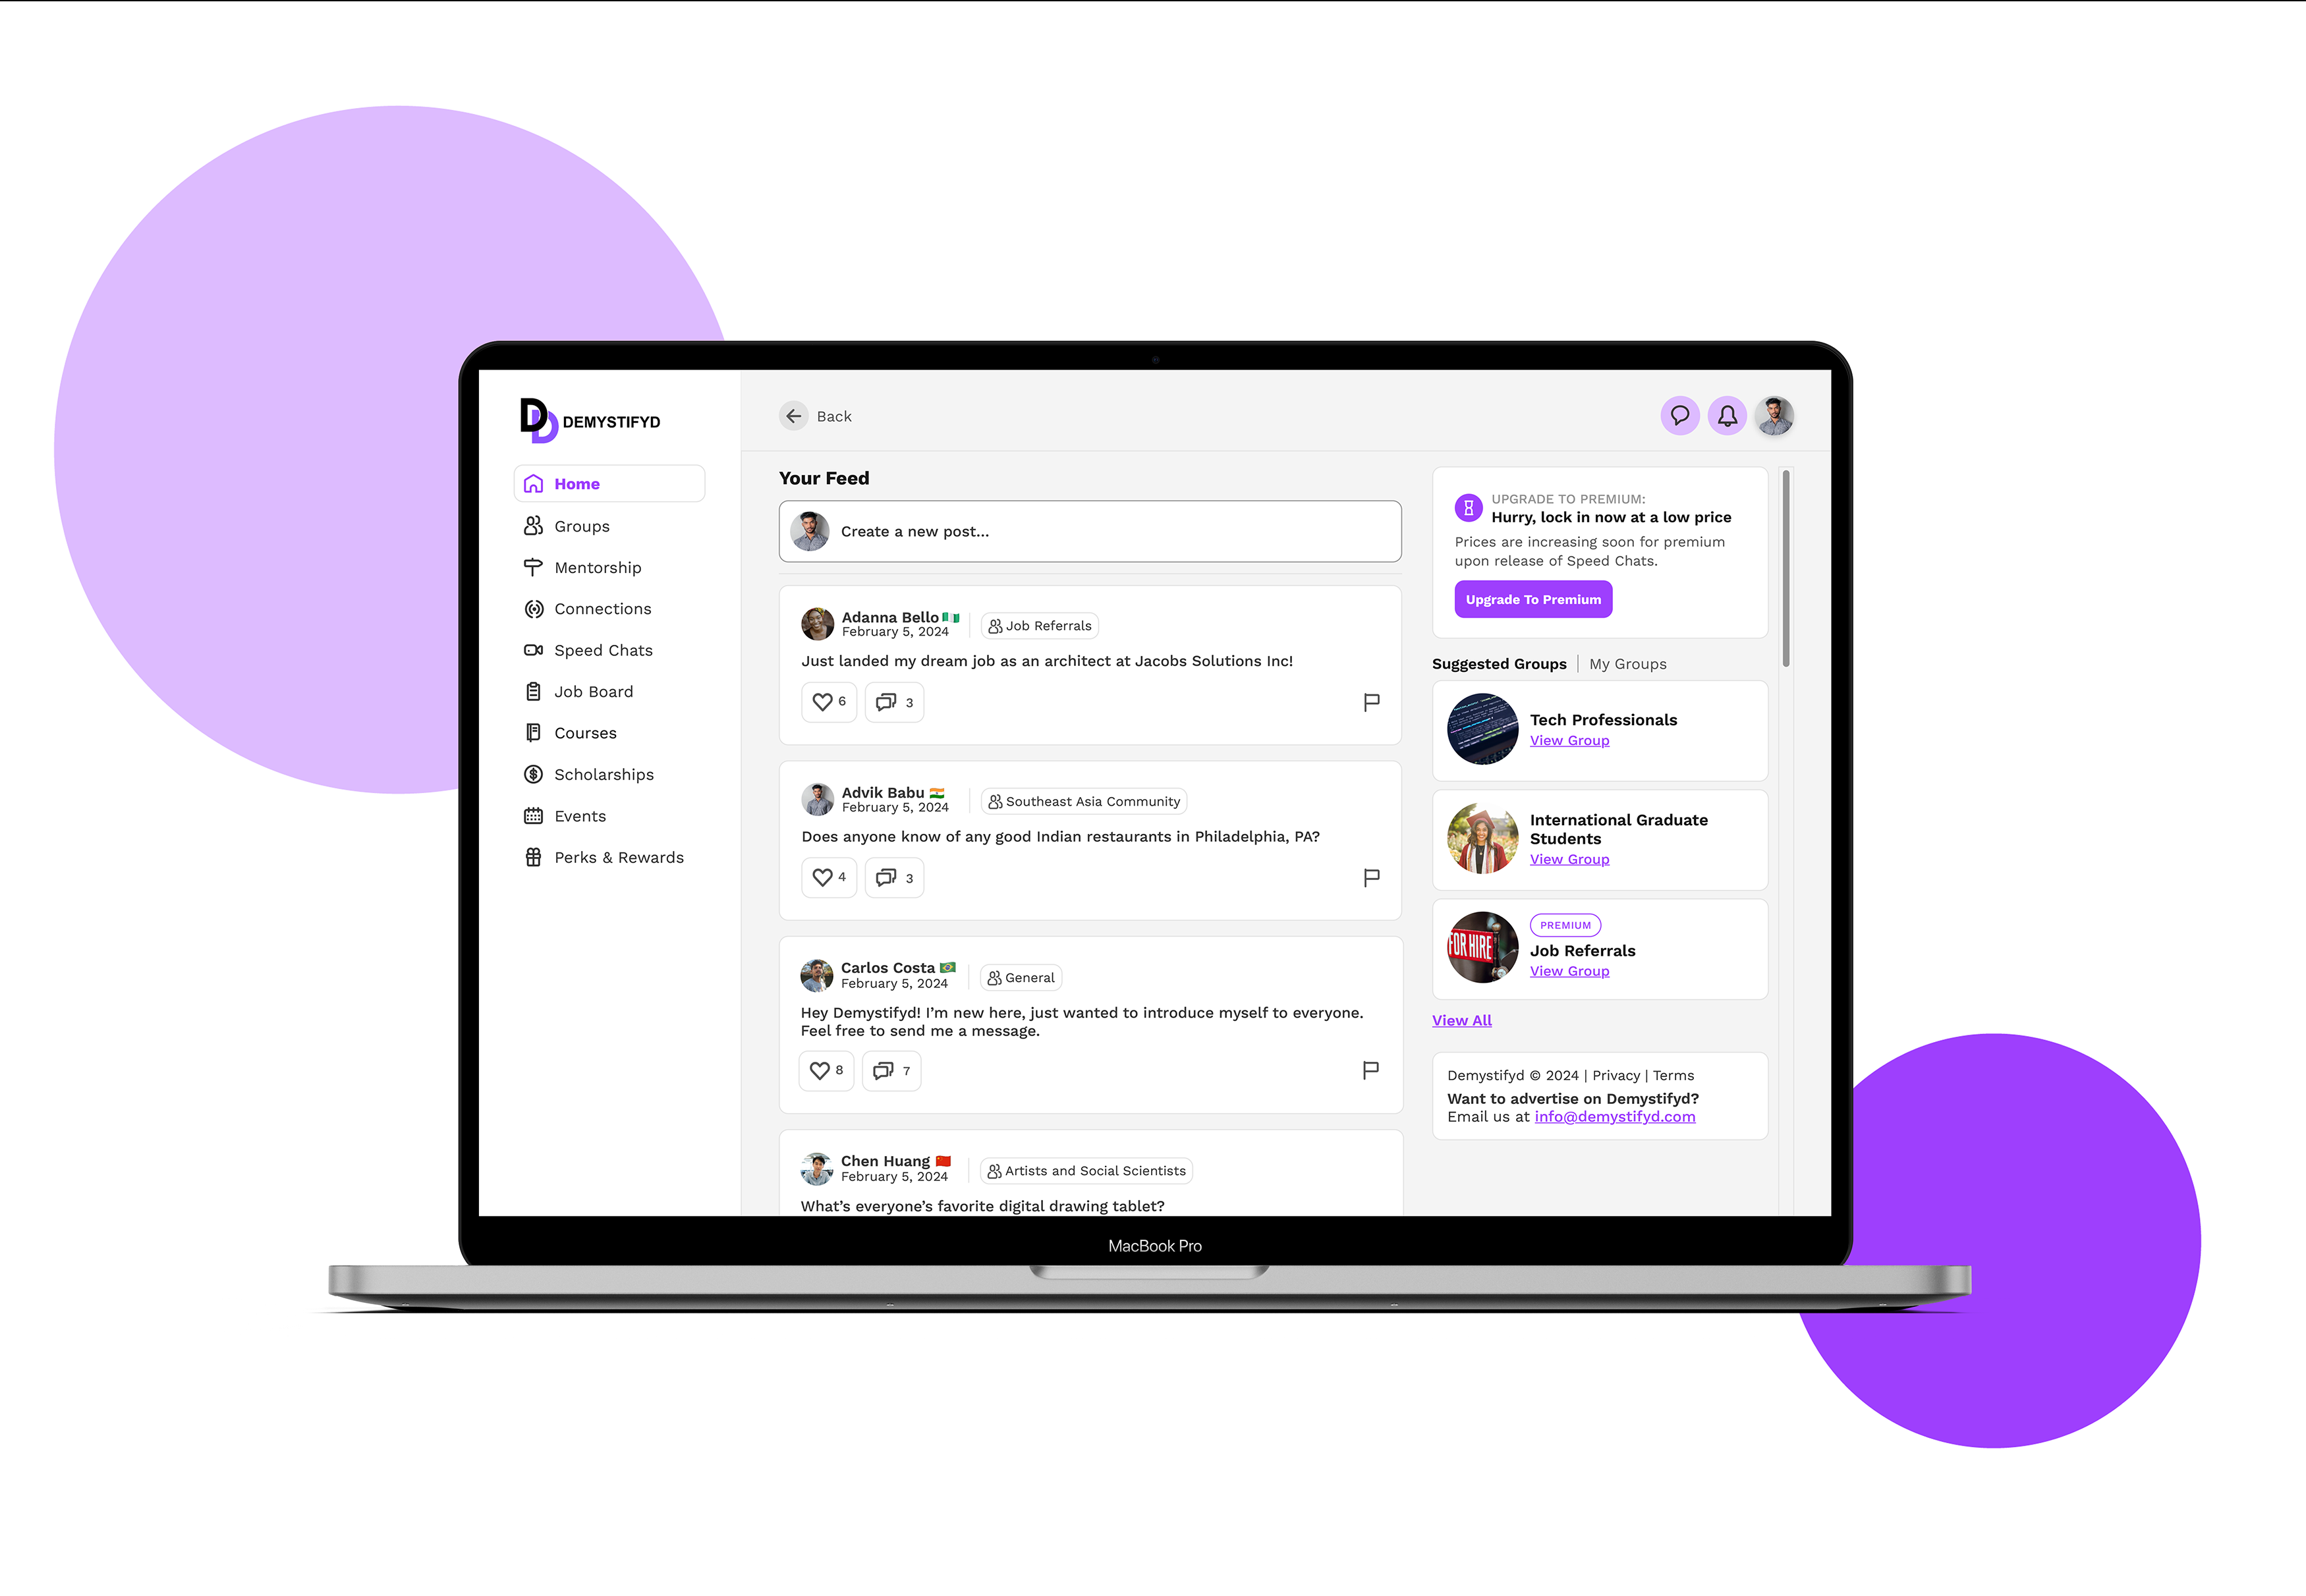 DEMYSTIFYD
Home
Groups
Mentorship
Connections
Speed Chats
Job Board
Courses
Scholarships
Events
Perks & Rewards
Back
Your Feed
Create a new post...
Adanna Bello
February 5, 2024
Job Referrals
Just landed my dream job as an architect at Jacobs Solutions Inc!
6
3
Advik Babu
February 5, 2024
Southeast Asia Community
Does anyone know of any good Indian restaurants in Philadelphia, PA?
4
3
Carlos Costa
February 5, 2024
General
Hey Demystifyd! I’m new here, just wanted to introduce myself to everyone.
Feel free to send me a message.
8
7
Chen Huang
February 5, 2024
Artists and Social Scientists
What’s everyone’s favorite digital drawing tablet?
UPGRADE TO PREMIUM:
Hurry, lock in now at a low price
Prices are increasing soon for premium
upon release of Speed Chats.
Upgrade To Premium
Suggested Groups | My Groups
Tech Professionals
View Group
International Graduate
Students
View Group
FOR HIRE
PREMIUM
Job Referrals
View Group
View All
Demystifyd © 2024 | Privacy | Terms
Want to advertise on Demystifyd?
Email us at info@demystifyd.com
MacBook Pro